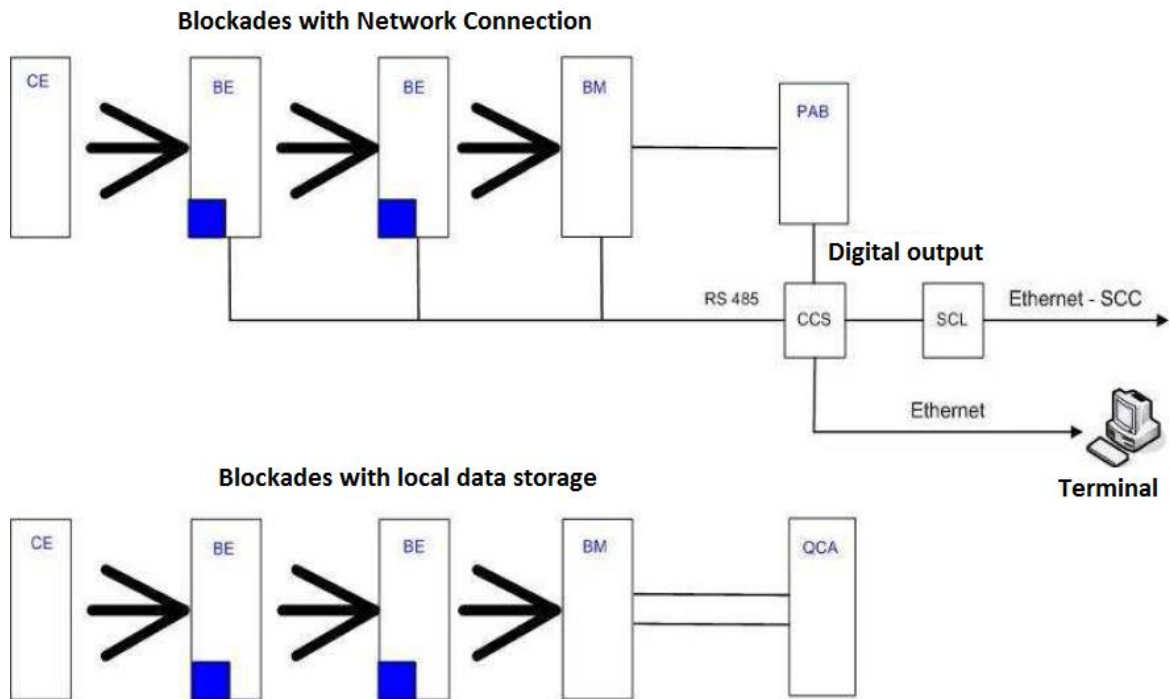 Blockades with Network Connection
CE
BE
BE
BM
PAB
Digital output
RS 485
CCS
SCL
Ethernet - SCC
Ethernet
Terminal
Blockades with local data storage
CE
BE
BE
BM
QCA